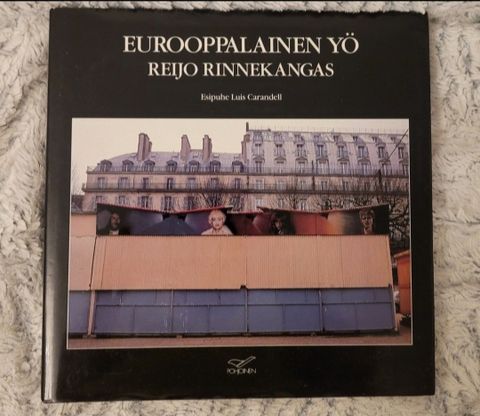 EUROOPPALAINEN YÖ
REIJO RINNEKANGAS
Esipuhe Luis Carandell
POHJOINEN